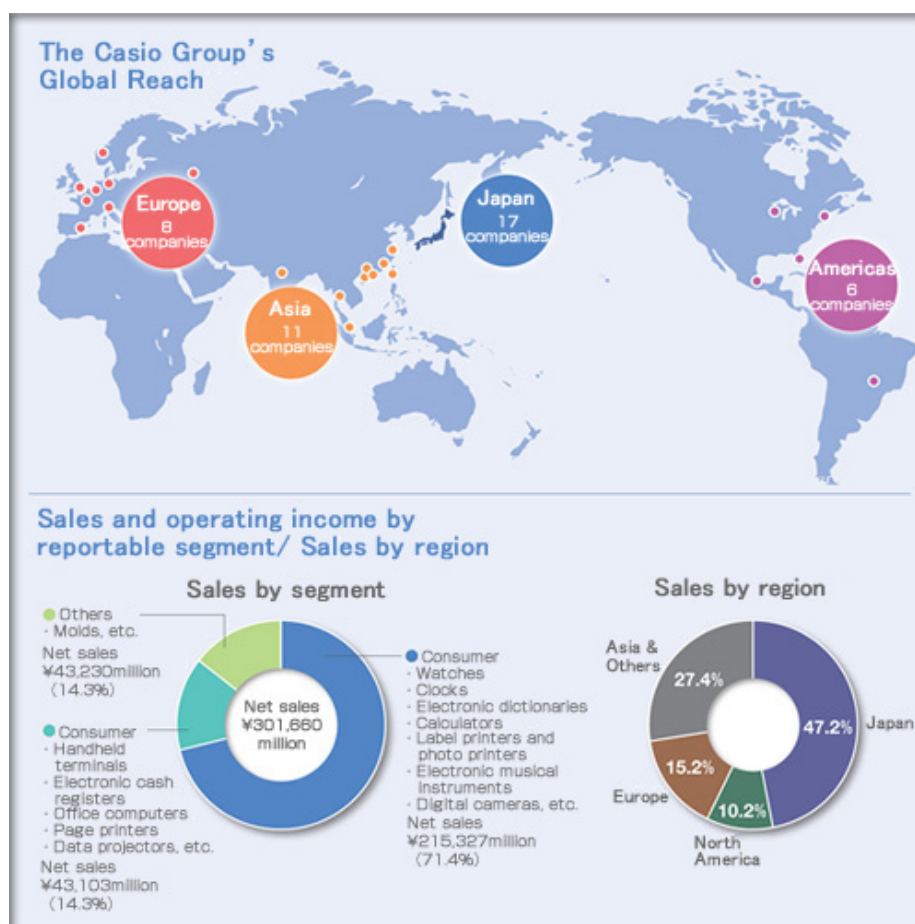 The Casio Group's
Global Reach
Europe
8
companies
Japan
17
companies
Asia
11
companies
Americas
6
companies
Sales and operating income by
reportable segment/ Sales by region
Sales by segment
Others
· Molds, etc.
Net sales
¥43,230million
(14.3%)
Consumer
· Handheld
terminals
· Electronic cash
registers
· Office computers
· Page printers
· Data projectors, etc.
Net sales
¥43,103million
(14.3%)
Net sales
¥301,660
million
Consumer
· Watches
· Clocks
· Electronic dictionaries
· Calculators
· Label printers and
photo printers
· Electronic musical
instruments
· Digital cameras, etc.
Net sales
¥215,327million
(71.4%)
Sales by region
Asia &
Others
27.4%
47.2%
Japan
15.2%
Europe
10.2%
North
America